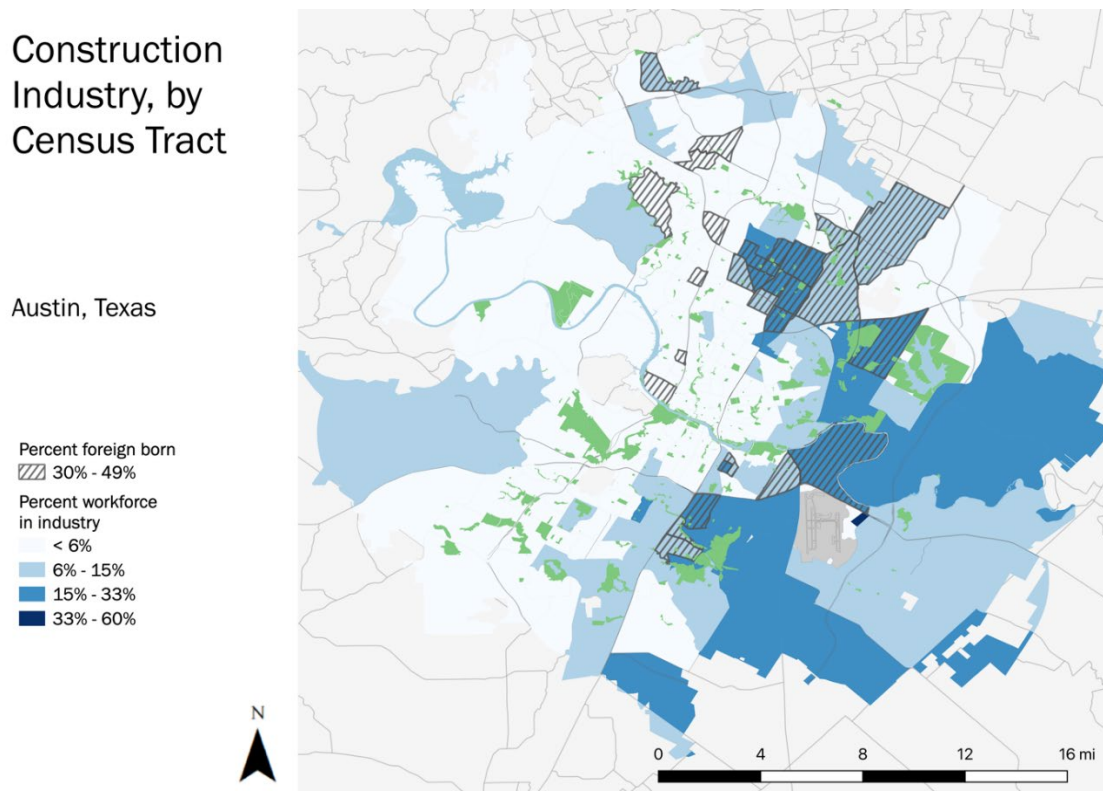 Construction
Industry, by
Census Tract
Austin, Texas
Percent foreign born
30% - 49%
Percent workforce
in industry
< 6%
6% - 15%
15% - 33%
33% - 60%
N
0 4 8 12 16 mi